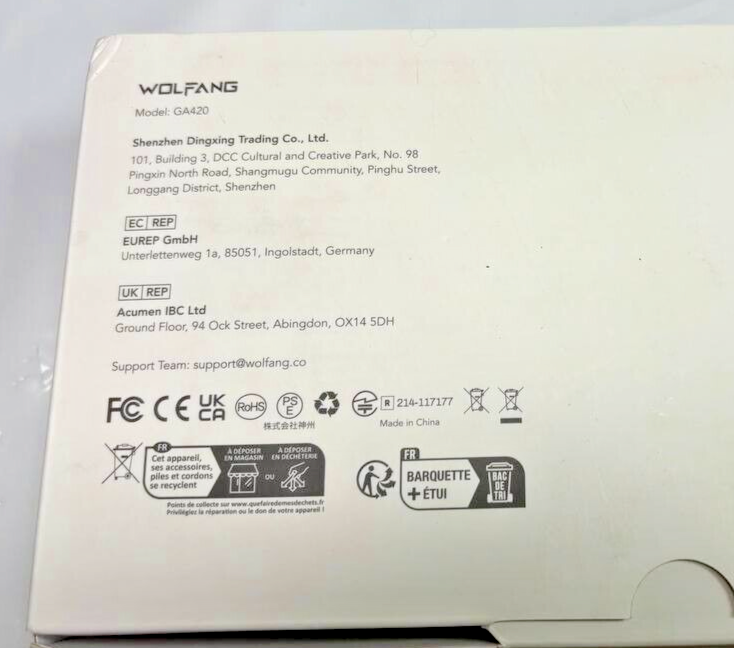 WOLFANG
Model: GA420
Shenzhen Dingxing Trading Co., Ltd.
101, Building 3, DCC Cultural and Creative Park, No. 98
Pingxin North Road, Shangmugu Community, Pinghu Street,
Longgang District, Shenzhen
EC REP
EUREP GmbH
Unterlettenweg 1a, 85051, Ingolstadt, Germany
UK REP
Acumen IBC Ltd
Ground Floor, 94 Ock Street, Abingdon, OX14 5DH
Support Team: support@wolfang.co
FC CE UK CA RoHS PS E R 214-117177
株式会社神州
Made in China
FR
Cet appareil,
ses accessoires,
piles et cordons
se recyclent
À DÉPOSER
EN MAGASIN
OU
À DÉPOSER
EN DÉCHÈTERIE
Points de collecte sur www.quefairedemesdechets.fr
Privilégiez la réparation ou le don de votre appareil !
FR
BARQUETTE
+ ÉTUI
BAC
DE
TRI